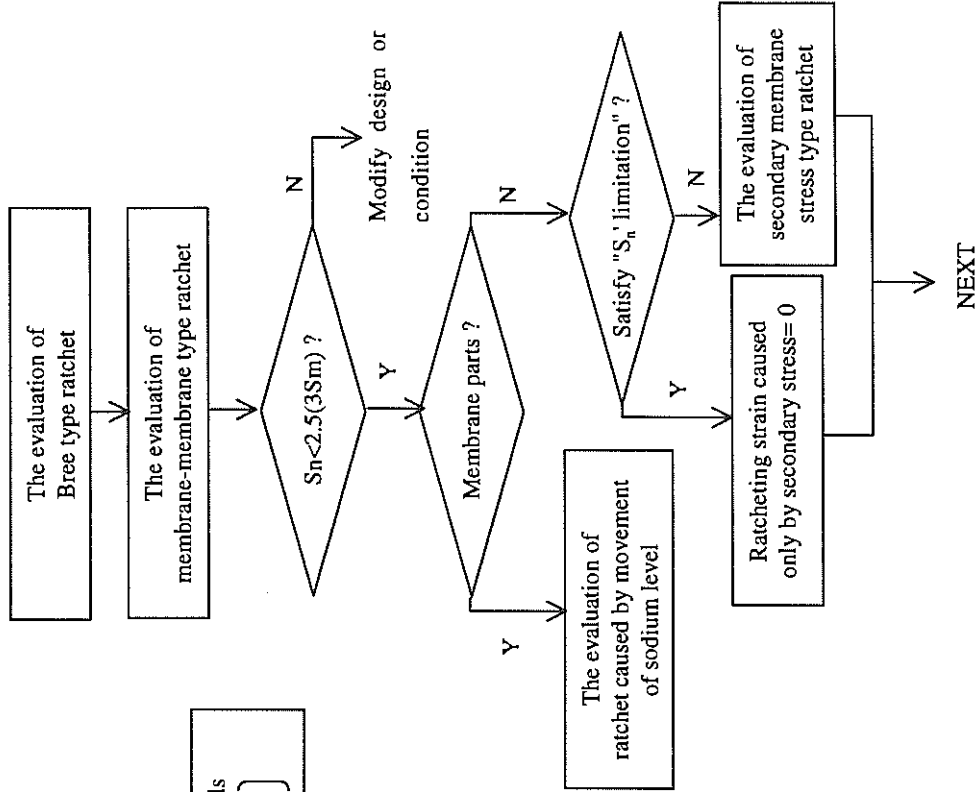 The evaluation of
Bree type ratchet
The evaluation of
membrane-membrane type ratchet
Sn<2.5(3Sm) ?
N
Modify design or
condition
Y
Membrane parts ?
Y
N
The evaluation of
ratchet caused by movement
of sodium level
Satisfy "Sn' limitation" ?
Y
N
Ratcheting strain caused
only by secondary stress= 0
The evaluation of
secondary membrane
stress type ratchet
NEXT